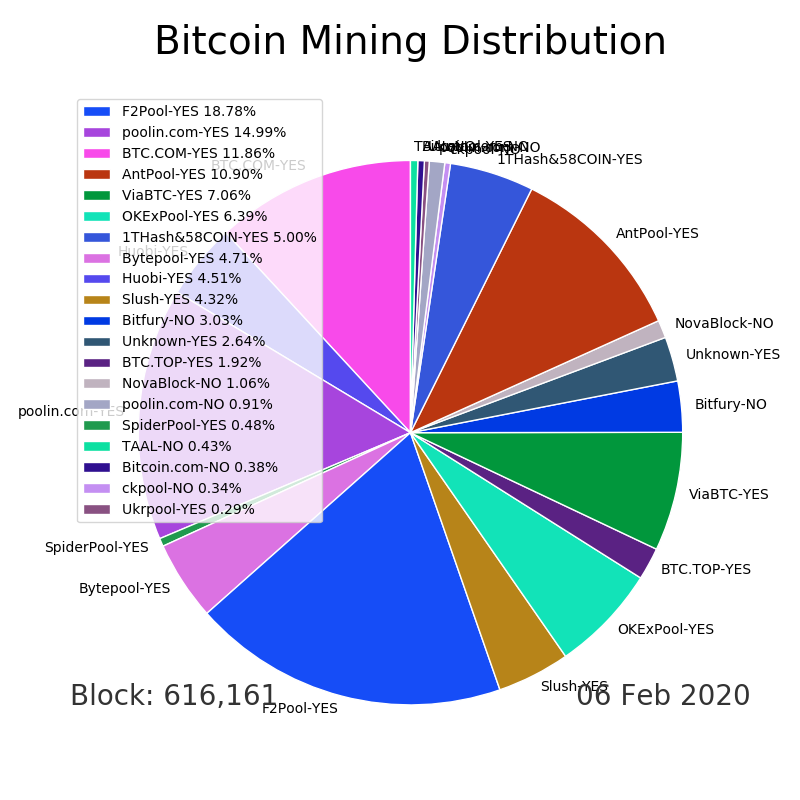 Bitcoin Mining Distribution
F2Pool-YES 18.78%
poolin.com-YES 14.99%
BTC.COM-YES 11.86%
AntPool-YES 10.90%
ViaBTC-YES 7.06%
OKExPool-YES 6.39%
1THash&58COIN-YES 5.00%
Bytepool-YES 4.71%
Huobi-YES 4.51%
Slush-YES 4.32%
Bitfury-NO 3.03%
Unknown-YES 2.64%
BTC.TOP-YES 1.92%
NovaBlock-NO 1.06%
poolin.com-NO 0.91%
SpiderPool-YES 0.48%
TAAL-NO 0.43%
Bitcoin.com-NO 0.38%
ckpool-NO 0.34%
Ukrpool-YES 0.29%
BTC.COM-YES
Huobi-YES
poolin.com-YES
SpiderPool-YES
Bytepool-YES
F2Pool-YES
Slush-YES
OKExPool-YES
BTC.TOP-YES
ViaBTC-YES
Bitfury-NO
Unknown-YES
NovaBlock-NO
AntPool-YES
1THash&58COIN-YES
ckpool-NO
Block: 616,161
06 Feb 2020